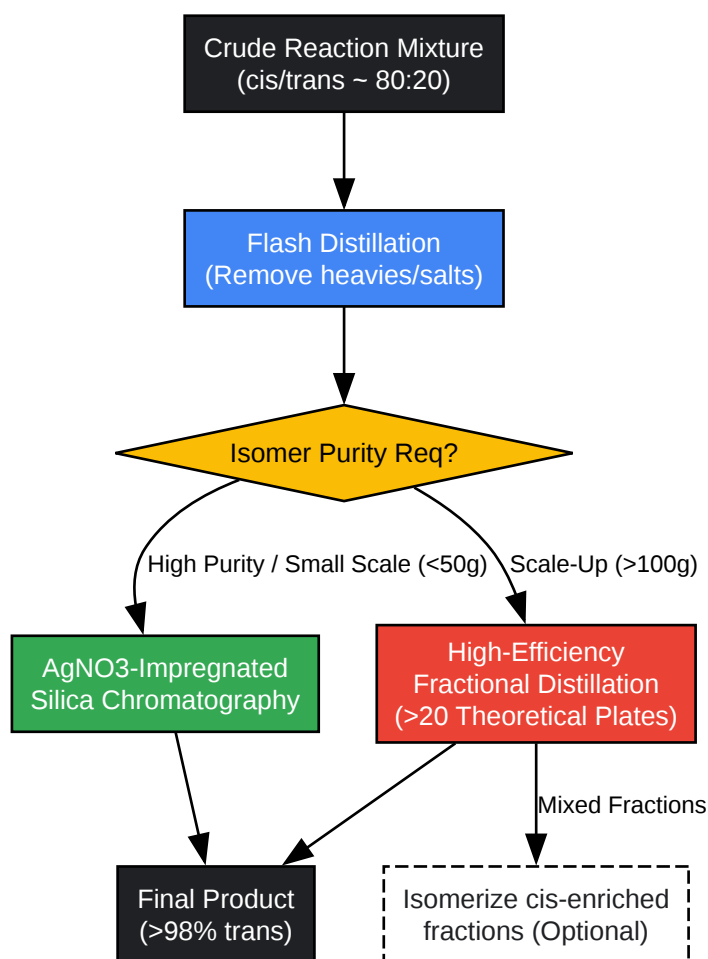 Crude Reaction Mixture
(cis/trans ~ 80:20)
Flash Distillation
(Remove heavies/salts)
Isomer Purity Req?
High Purity / Small Scale (<50g)
Scale-Up (>100g)
AgNO3-Impregnated
Silica Chromatography
High-Efficiency
Fractional Distillation
(>20 Theoretical Plates)
Mixed Fractions
Final Product
(>98% trans)
Isomerize cis-enriched
fractions (Optional)